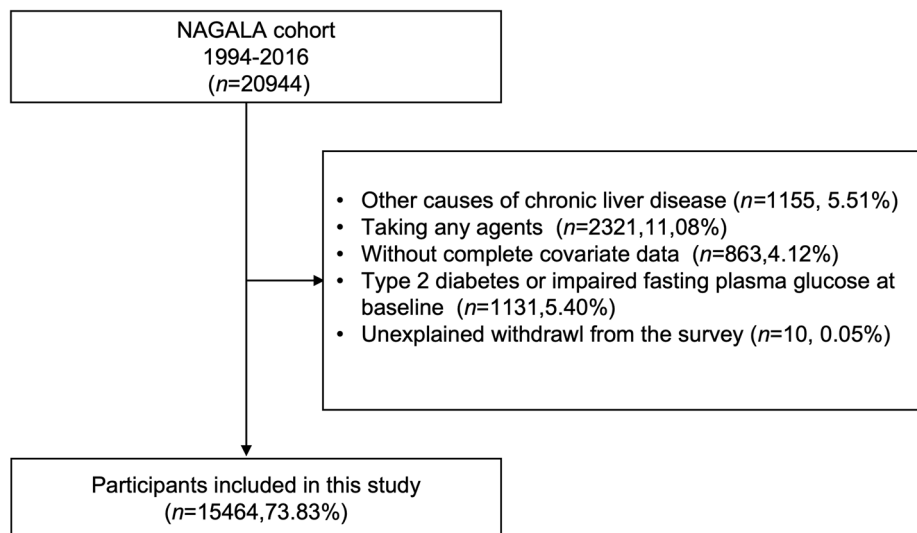 NAGALA cohort
1994-2016
(n=20944)
• Other causes of chronic liver disease (n=1155, 5.51%)
• Taking any agents (n=2321,11,08%)
• Without complete covariate data (n=863,4.12%)
• Type 2 diabetes or impaired fasting plasma glucose at
baseline (n=1131,5.40%)
• Unexplained withdrawl from the survey (n=10, 0.05%)
Participants included in this study
(n=15464,73.83%)